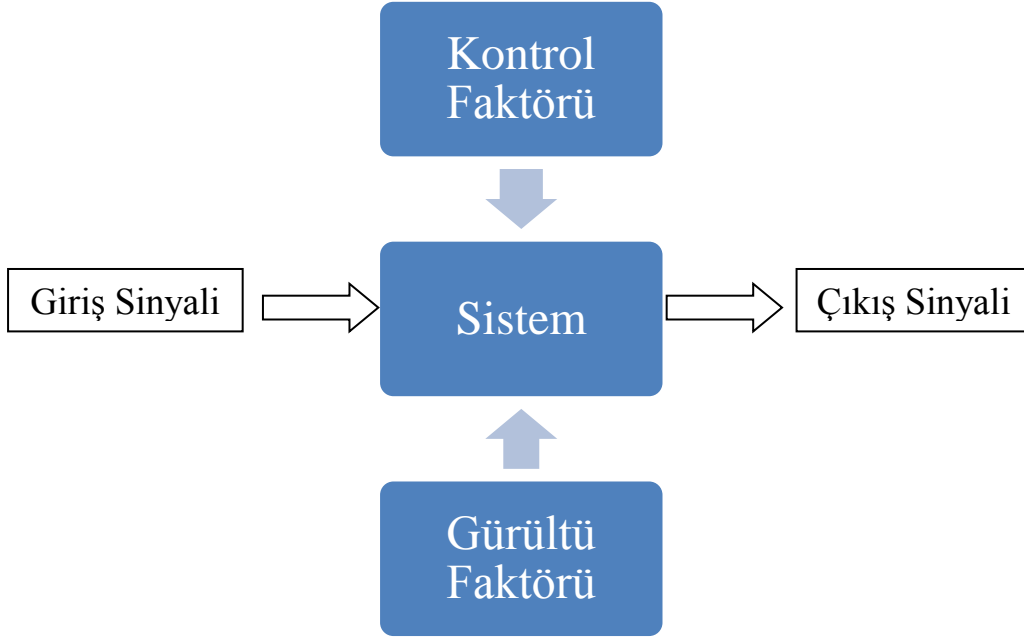 Kontrol
Faktörü
Giriş Sinyali
Sistem
Çıkış Sinyali
Gürültü
Faktörü